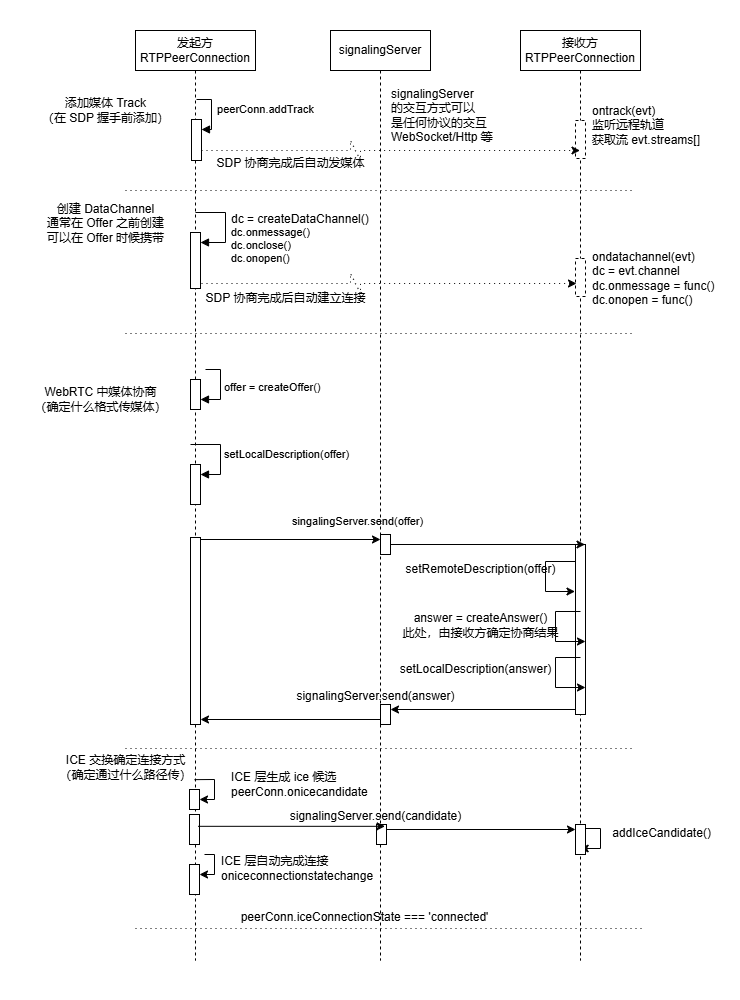 发起方
RTPPeerConnection
signalingServer
接收方
RTPPeerConnection
添加媒体 Track
（在 SDP 握手前添加）
peerConn.addTrack
signalingServer
的交互方式可以
是任何协议的交互
WebSocket/Http 等
ontrack(evt)
监听远程轨道
获取流 evt.streams[]
SDP 协商完成后自动发媒体
创建 DataChannel
通常在 Offer 之前创建
可以在 Offer 时候携带
dc = createDataChannel()
dc.onmessage()
dc.onclose()
dc.onopen()
ondatachannel(evt)
dc = evt.channel
dc.onmessage = func()
dc.onopen = func()
SDP 协商完成后自动建立连接
WebRTC 中媒体协商
（确定什么格式传媒体）
offer = createOffer()
setLocalDescription(offer)
singalingServer.send(offer)
setRemoteDescription(offer)
answer = createAnswer()
此处，由接收方确定协商结果
setLocalDescription(answer)
signalingServer.send(answer)
ICE 交换确定连接方式
（确定通过什么路径传）
ICE 层生成 ice 候选
peerConn.onicecandidate
signalingServer.send(candidate)
addIceCandidate()
ICE 层自动完成连接
oniceconnectionstatechange
peerConn.iceConnectionState === 'connected'